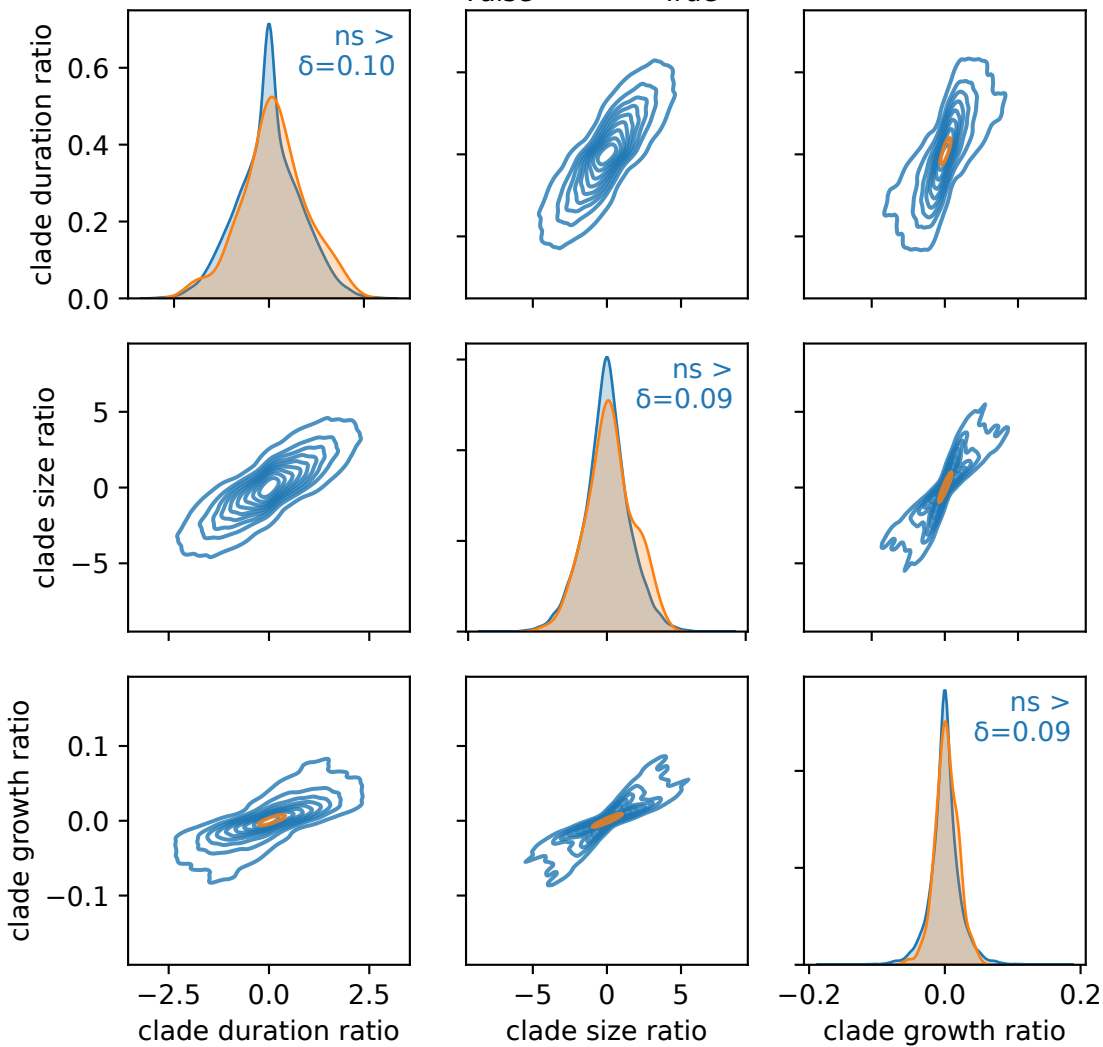 clade duration ratio
0.6
0.4
0.2
0.0
ns >
δ=0.10
clade size ratio
5
0
−5
ns >
δ=0.09
clade growth ratio
0.1
0.0
−0.1
ns >
δ=0.09
−2.5 0.0 2.5
−5 0 5
−0.2 0.0 0.2
clade duration ratio
clade size ratio
clade growth ratio